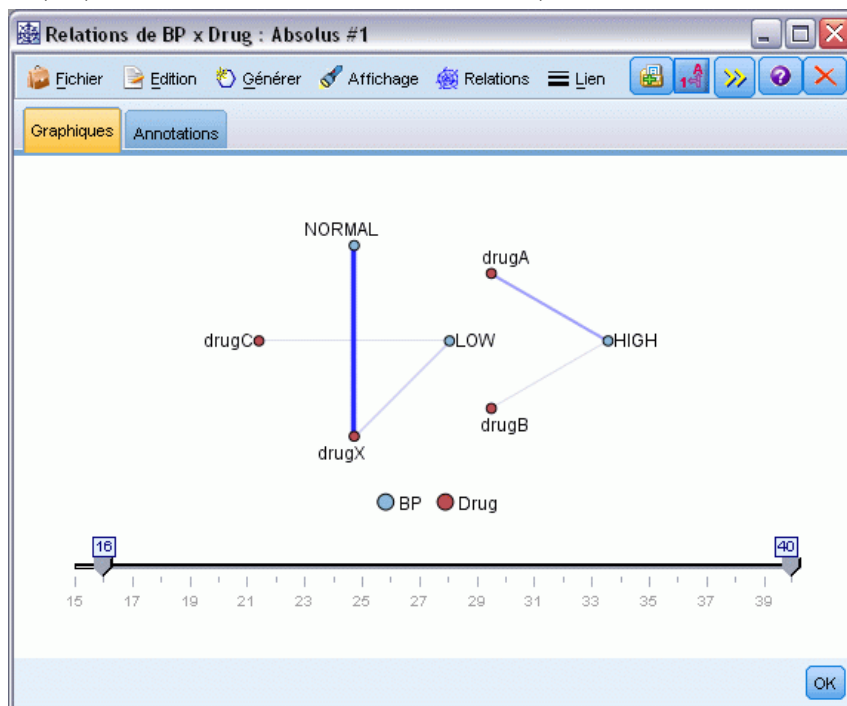 Relations de BP x Drug : Absolus #1
Fichier Edition Générer Affichage Relations Lien
Graphiques Annotations
NORMAL
drugA
drugC LOW HIGH
drugB
drugX
BP Drug
16 40
15 17 19 21 23 25 27 29 31 33 35 37 39
OK